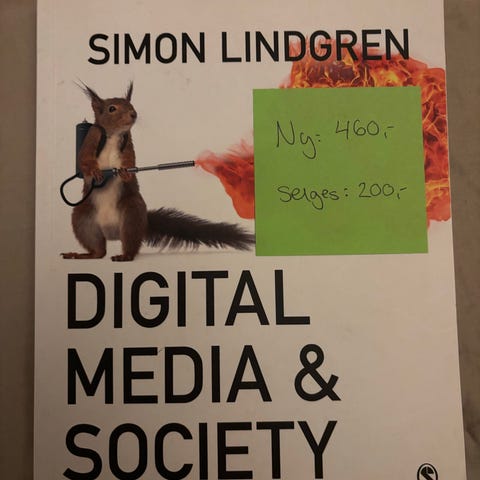 SIMON LINDGREN
Ny: 460,-
selges: 200,-
DIGITAL
MEDIA &
SOCIETY